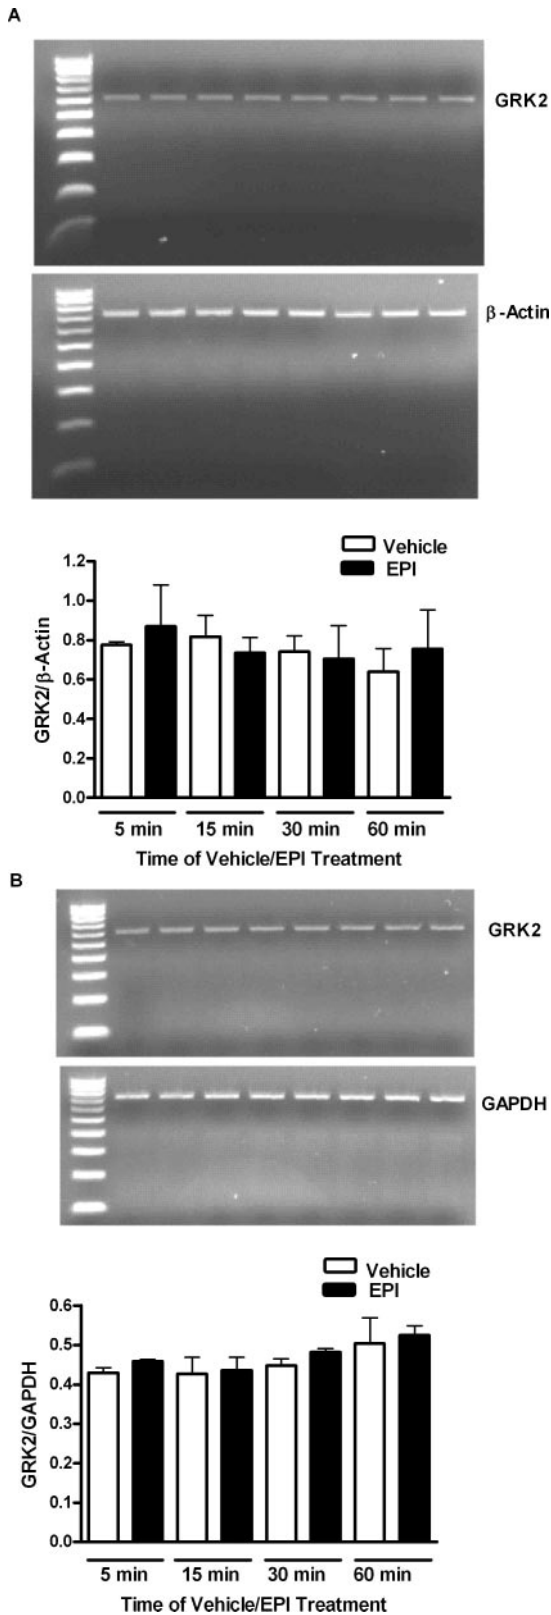 A
GRK2
β-Actin
Vehicle
EPI
1.2
1.0
0.8
0.6
0.4
0.2
0.0
GRK2/β-Actin
5 min 15 min 30 min 60 min
Time of Vehicle/EPI Treatment
B
GRK2
GAPDH
Vehicle
EPI
0.6
0.5
0.4
0.3
0.2
0.1
0.0
GRK2/GAPDH
5 min 15 min 30 min 60 min
Time of Vehicle/EPI Treatment